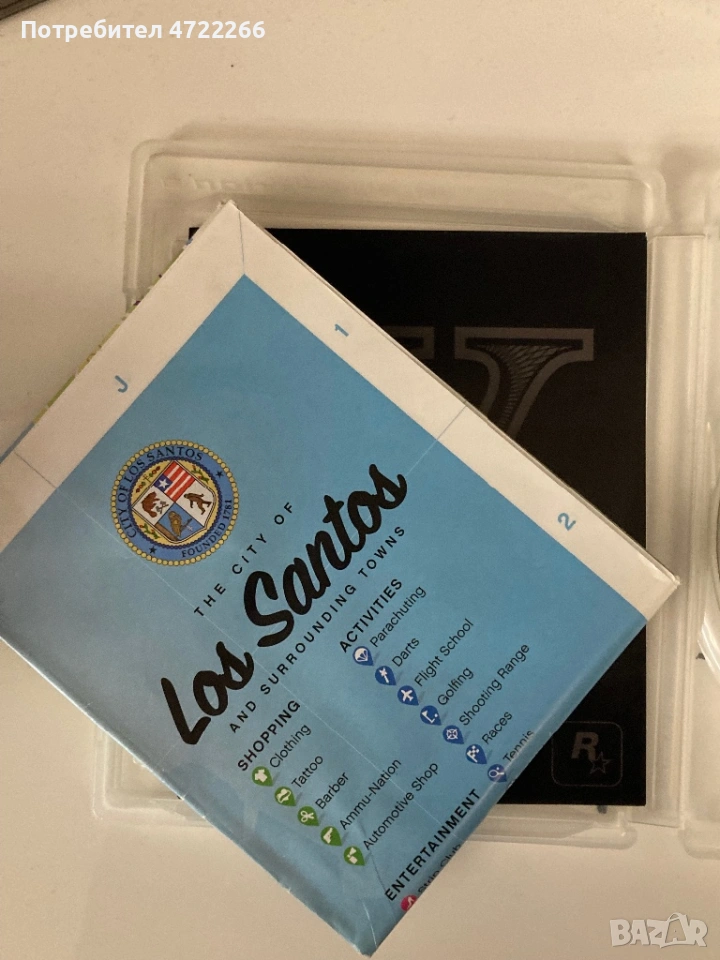 Потребител 4722266
J
1
2
CITY OF LOS SANTOS
FOUNDED 1781
THE CITY OF
Los Santos
AND SURROUNDING TOWNS
SHOPPING
Clothing
Tattoo
Barber
Ammu-Nation
Automotive Shop
ACTIVITIES
Parachuting
Darts
Flight School
Golfing
Shooting Range
Races
Tennis
ENTERTAINMENT
V
R
BAZAR